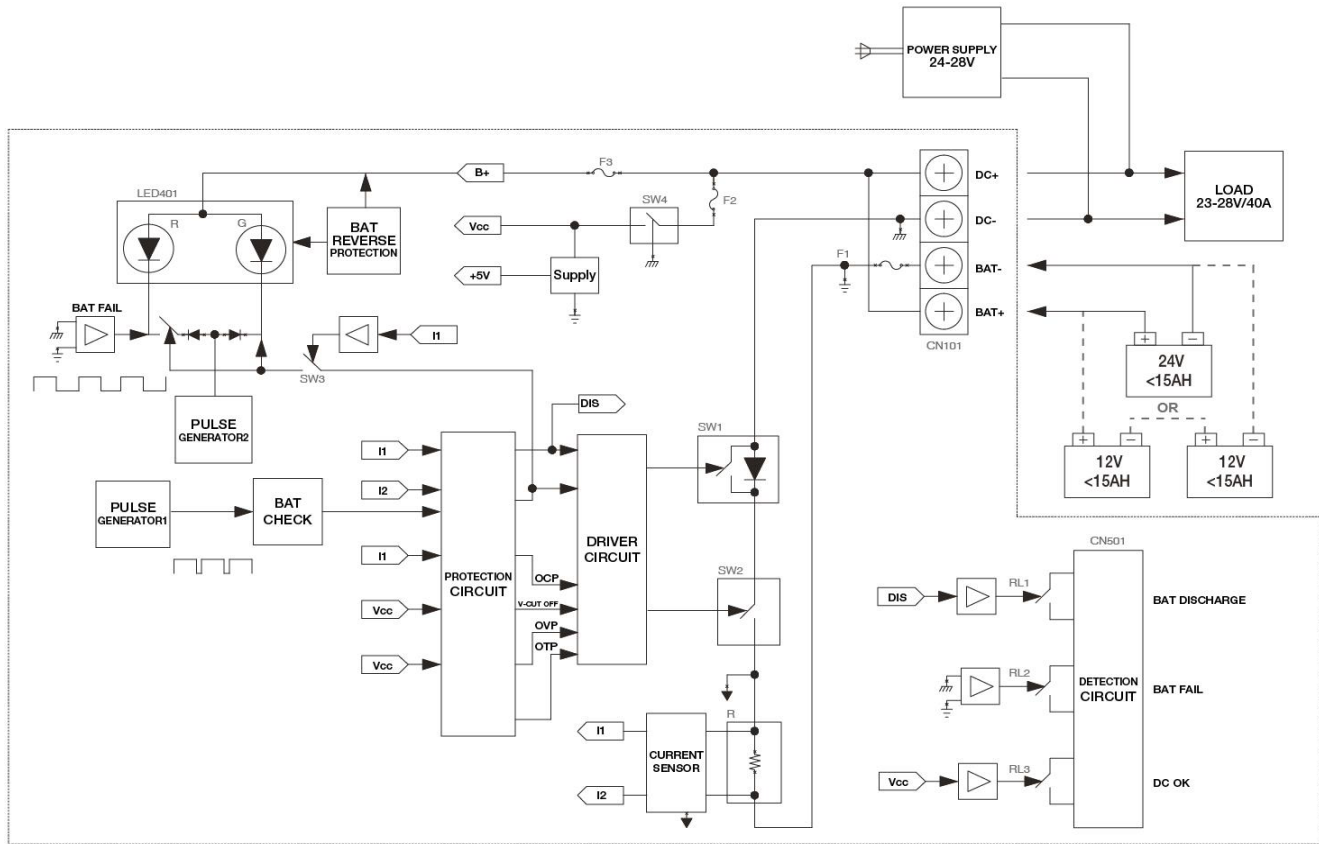 POWER SUPPLY
24-28V
LED401
R
G
B+
F3
F2
SW4
Vcc
+5V
Supply
BAT
REVERSE
PROTECTION
F1
DC+
DC-
BAT-
BAT+
CN101
LOAD
23-28V/40A
BAT FAIL
I1
SW3
PULSE
GENERATOR2
24V
<15AH
OR
12V
<15AH
12V
<15AH
DIS
SW1
I1
I2
PULSE
GENERATOR1
BAT
CHECK
I1
Vcc
Vcc
PROTECTION
CIRCUIT
OCP
V-CUT OFF
OVP
OTP
DRIVER
CIRCUIT
SW2
R
I1
I2
CURRENT
SENSOR
CN501
DIS
RL1
BAT DISCHARGE
RL2
BAT FAIL
DETECTION
CIRCUIT
Vcc
RL3
DC OK